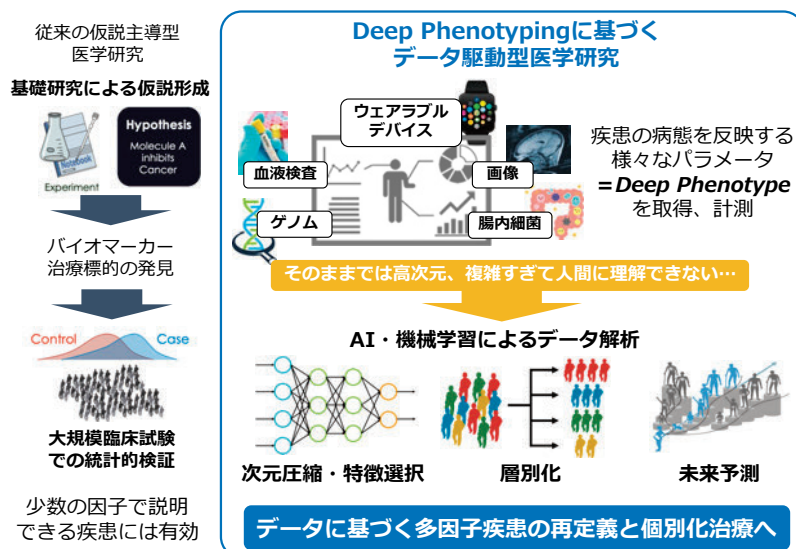 従来の仮説主導型
医学研究
基礎研究による仮説形成
Notebook
Experiment
Hypothesis
Molecule A
inhibits
Cancer
バイオマーカー
治療標的の発見
Control
Case
大規模臨床試験
での統計的検証
少数の因子で説明
できる疾患には有効
Deep Phenotypingに基づく
データ駆動型医学研究
ウェアラブル
デバイス
血液検査
画像
ゲノム
腸内細菌
疾患の病態を反映する
様々なパラメータ
=Deep Phenotype
を取得、計測
そのままでは高次元、複雑すぎて人間に理解できない…
AI・機械学習によるデータ解析
次元圧縮・特徴選択
層別化
未来予測
データに基づく多因子疾患の再定義と個別化治療へ